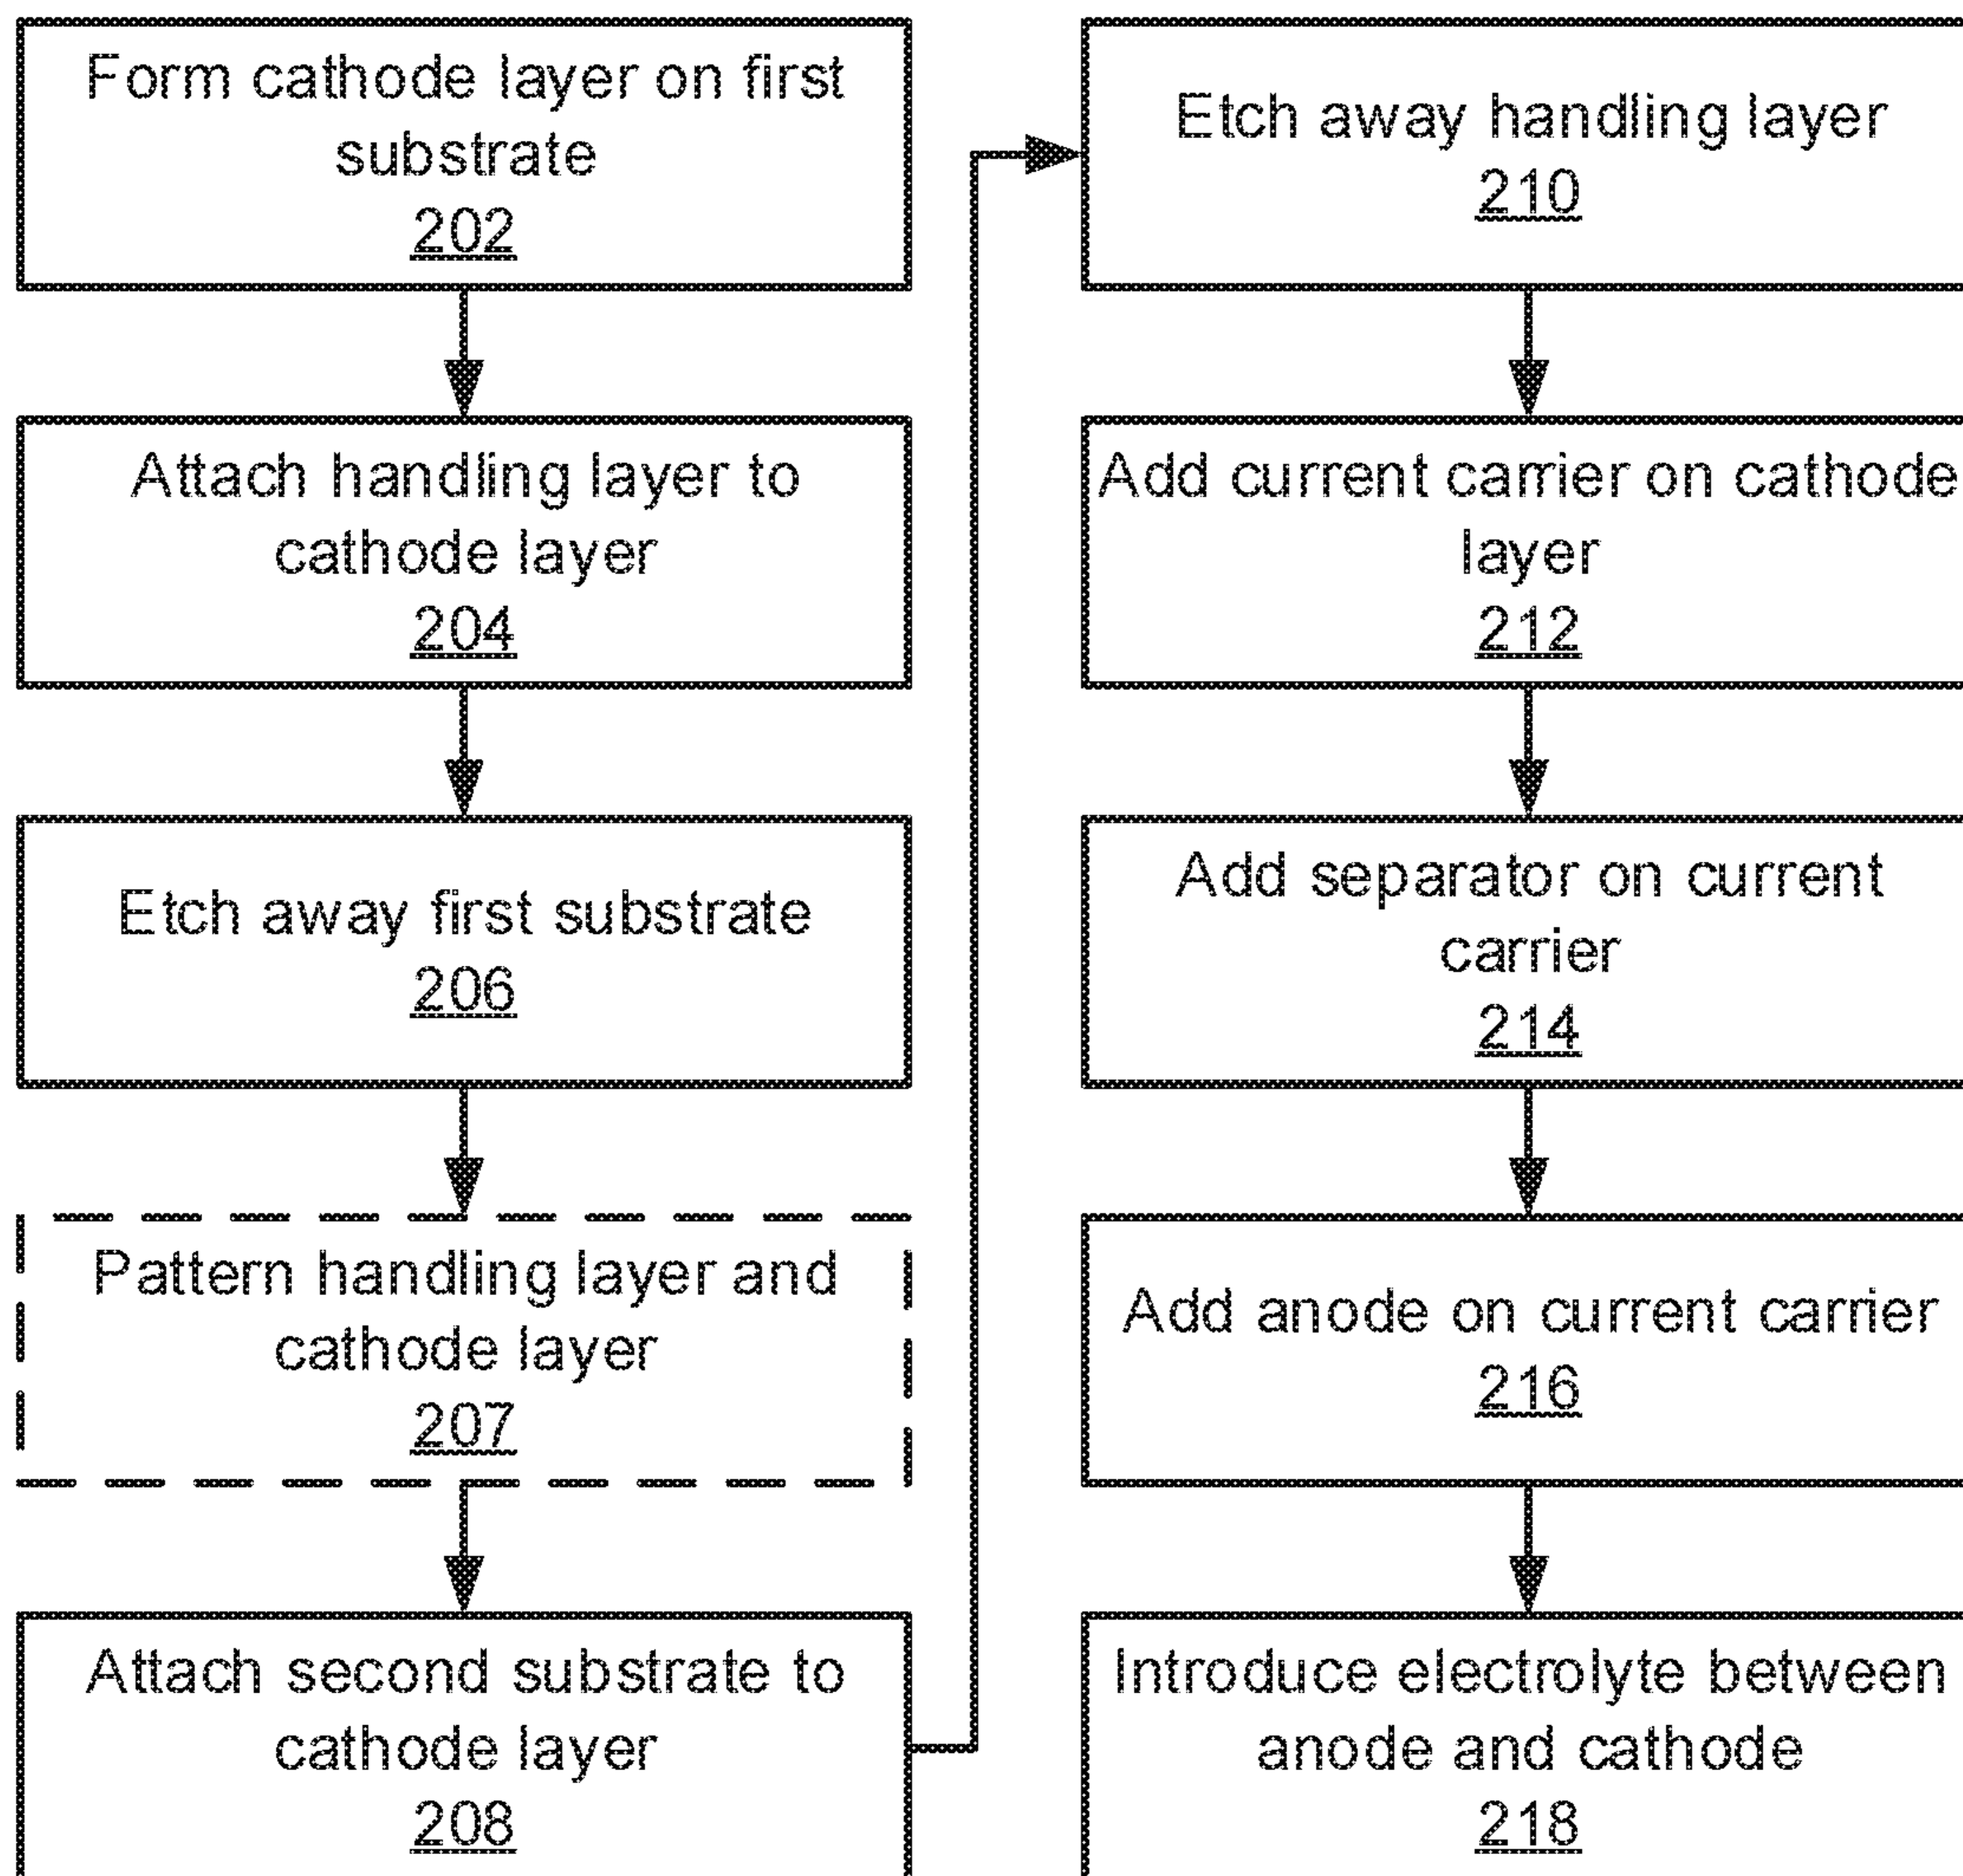 Form cathode layer on first
substrate
202
Attach handling layer to
cathode layer
204
Etch away first substrate
206
Pattern handling layer and
cathode layer
207
Attach second substrate to
cathode layer
208
Etch away handling layer
210
Add current carrier on cathode
layer
212
Add separator on current
carrier
214
Add anode on current carrier
216
Introduce electrolyte between
anode and cathode
218